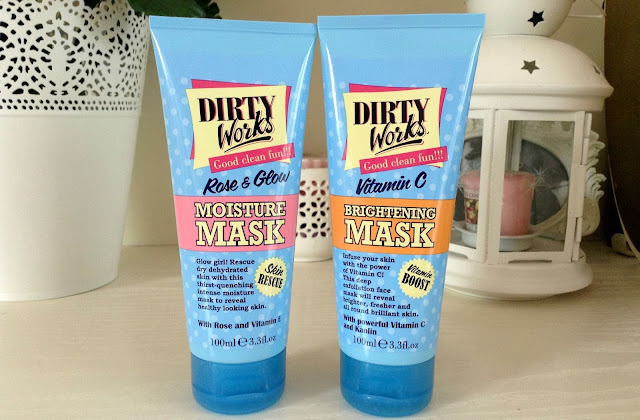 DIRTY
Works
Good clean fun!!!
Rose & Glow
MOISTURE
MASK
Glow girl! Rescue
dry dehydrated
skin with this
thirst-quenching
intense moisture
mask to reveal
healthy looking skin.
Skin
RESCUE
With Rose and Vitamin E
100ml ℮ 3.3fl.oz
DIRTY
Works
Good clean fun!!!
Vitamin C
BRIGHTENING
MASK
Infuse your skin
with the power
of Vitamin C!
This deep
exfoliation face
mask will reveal
brighter, fresher and
all round brilliant skin.
Vitamin
BOOST
With powerful Vitamin C
and Kaolin
100ml ℮ 3.3fl.oz